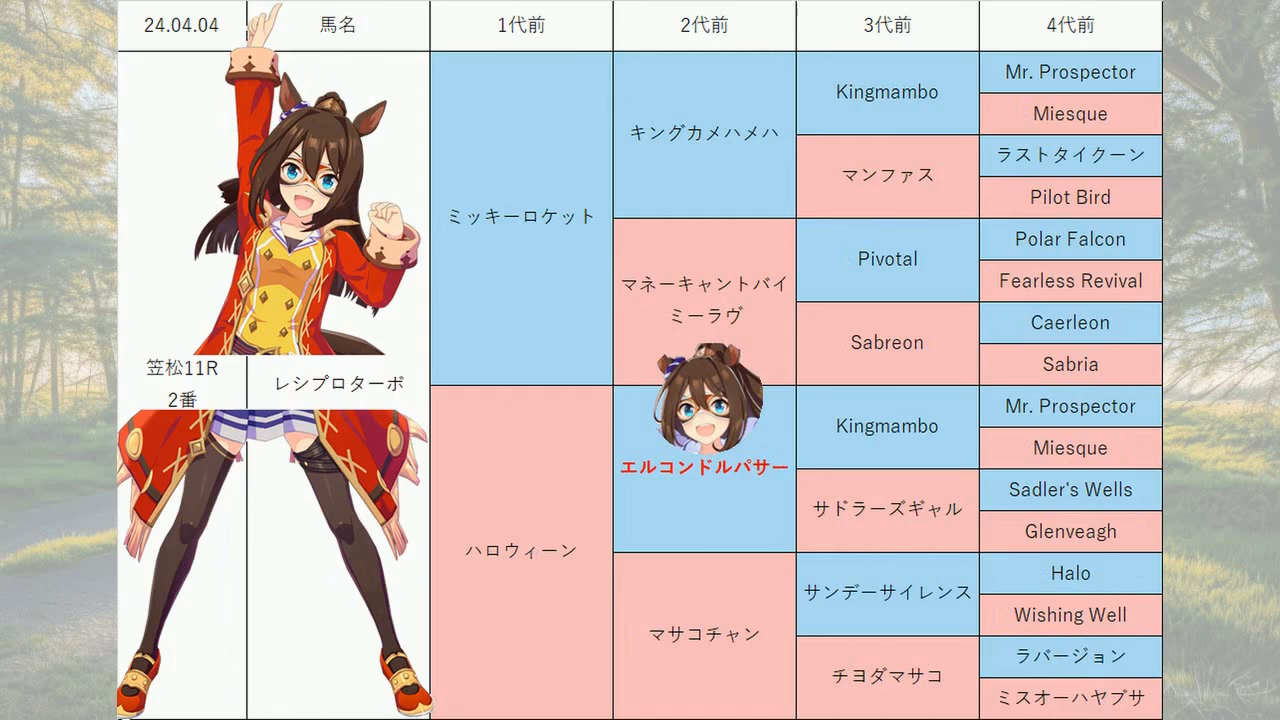 24.04.04 馬名 1代前 2代前 3代前 4代前
笠松11R
2番
レシプロターボ
ミッキーロケット
ハロウィーン
キングカメハメハ
マネーキャントバイ
ミーラヴ
エルコンドルパサー
マサコチャン
Kingmambo
マンファス
Pivotal
Sabreon
Kingmambo
サドラーズギャル
サンデーサイレンス
チヨダマサコ
Mr. Prospector
Miesque
ラストタイクーン
Pilot Bird
Polar Falcon
Fearless Revival
Caerleon
Sabria
Mr. Prospector
Miesque
Sadler's Wells
Glenveagh
Halo
Wishing Well
ラバージョン
ミスオーハヤブサ